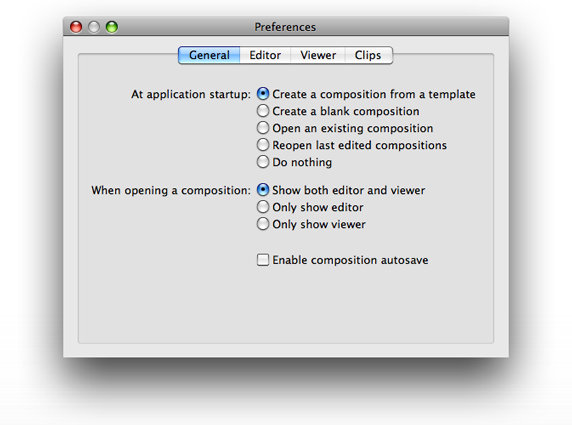 Preferences
General Editor Viewer Clips
At application startup: Create a composition from a template
Create a blank composition
Open an existing composition
Reopen last edited compositions
Do nothing
When opening a composition: Show both editor and viewer
Only show editor
Only show viewer
Enable composition autosave